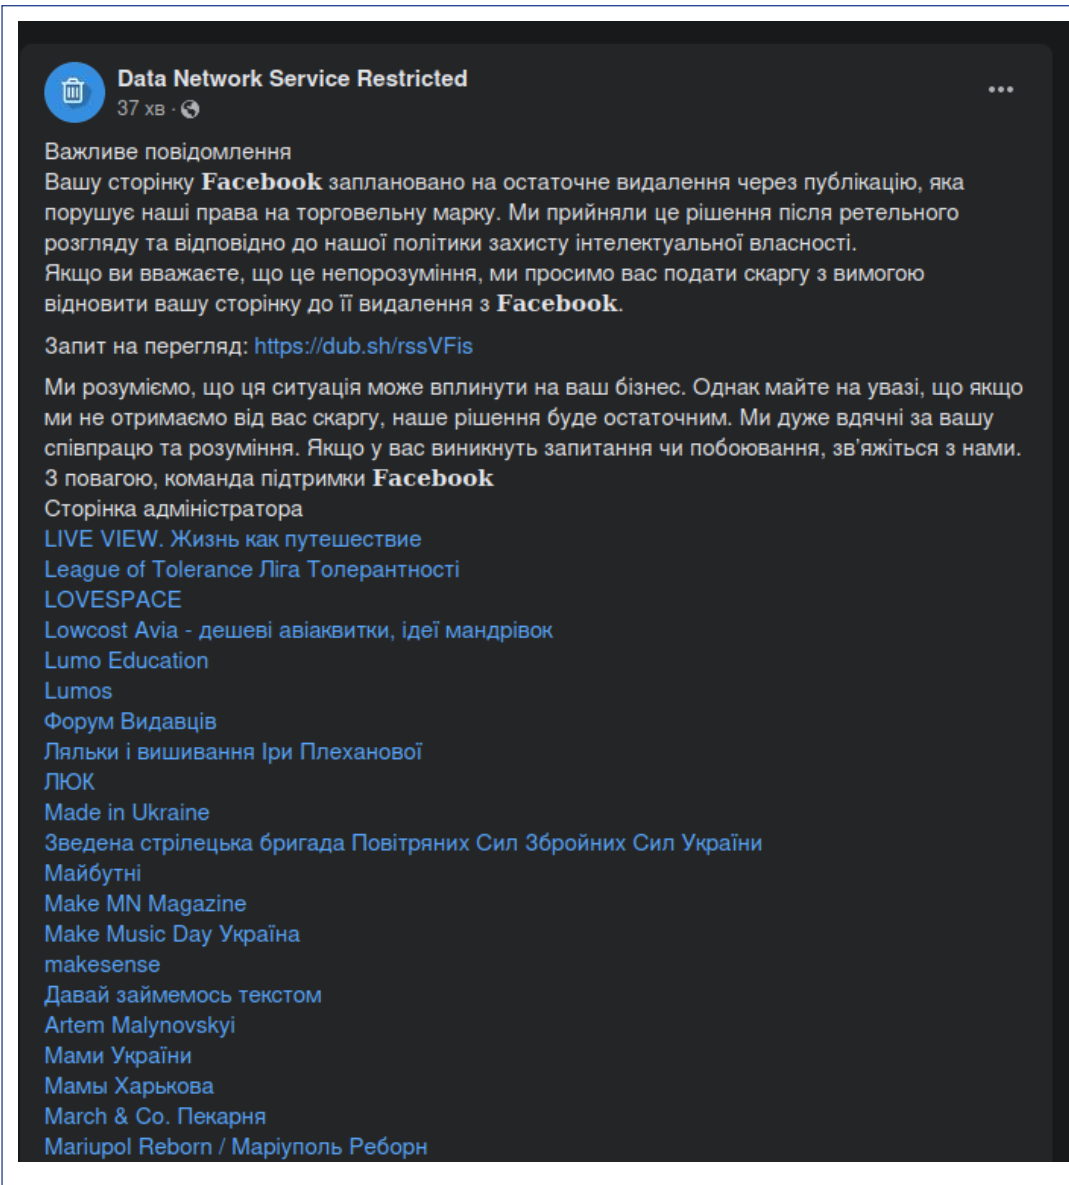 Data Network Service Restricted
37 хв ·
Важливе повідомлення
Вашу сторінку 𝐅𝐚𝐜𝐞𝐛𝐨𝐨𝐤 заплановано на остаточне видалення через публікацію, яка
порушує наші права на торговельну марку. Ми прийняли це рішення після ретельного
розгляду та відповідно до нашої політики захисту інтелектуальної власності.
Якщо ви вважаєте, що це непорозуміння, ми просимо вас подати скаргу з вимогою
відновити вашу сторінку до її видалення з 𝐅𝐚𝐜𝐞𝐛𝐨𝐨𝐤.
Запит на перегляд: https://dub.sh/rssVFis
Ми розуміємо, що ця ситуація може вплинути на ваш бізнес. Однак майте на увазі, що якщо
ми не отримаємо від вас скаргу, наше рішення буде остаточним. Ми дуже вдячні за вашу
співпрацю та розуміння. Якщо у вас виникнуть запитання чи побоювання, зв'яжіться з нами.
З повагою, команда підтримки 𝐅𝐚𝐜𝐞𝐛𝐨𝐨𝐤
Сторінка адміністратора
LIVE VIEW. Жизнь как путешествие
League of Tolerance Ліга Толерантності
LOVESPACE
Lowcost Avia - дешеві авіаквитки, ідеї мандрівок
Lumo Education
Lumos
Форум Видавців
Ляльки і вишивання Іри Плеханової
ЛЮК
Made in Ukraine
Зведена стрілецька бригада Повітряних Сил Збройних Сил України
Майбутні
Make MN Magazine
Make Music Day Україна
makesense
Давай займемось текстом
Artem Malynovskyi
Мами України
Мамы Харькова
March & Co. Пекарня
Mariupol Reborn / Маріуполь Реборн